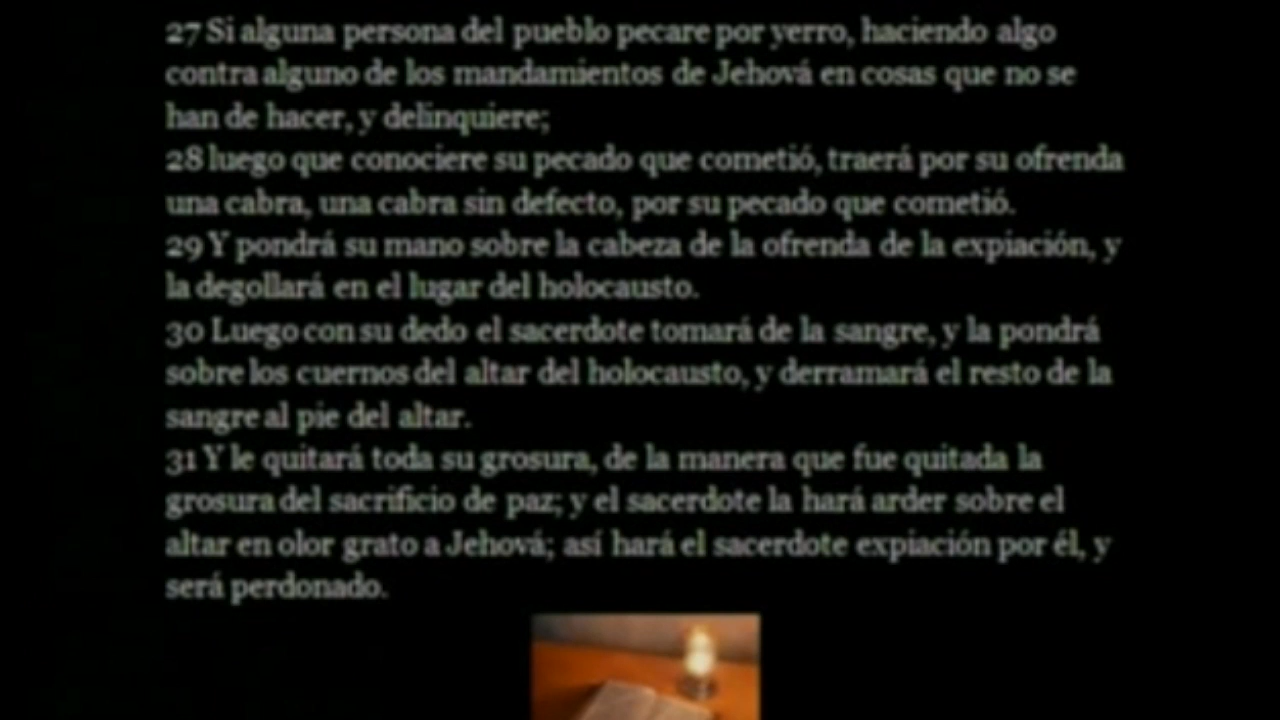 27 Si alguna persona del pueblo pecare por yerro, haciendo algo
contra alguno de los mandamientos de Jehová en cosas que no se
han de hacer, y delinquiere;
28 luego que conociere su pecado que cometió, traerá por su ofrenda
una cabra, una cabra sin defecto, por su pecado que cometió.
29 Y pondrá su mano sobre la cabeza de la ofrenda de la expiación, y
la degollará en el lugar del holocausto.
30 Luego con su dedo el sacerdote tomará de la sangre, y la pondrá
sobre los cuernos del altar del holocausto, y derramará el resto de la
sangre al pie del altar.
31 Y le quitará toda su grosura, de la manera que fue quitada la
grosura del sacrificio de paz; y el sacerdote la hará arder sobre el
altar en olor grato a Jehová; así hará el sacerdote expiación por él, y
será perdonado.